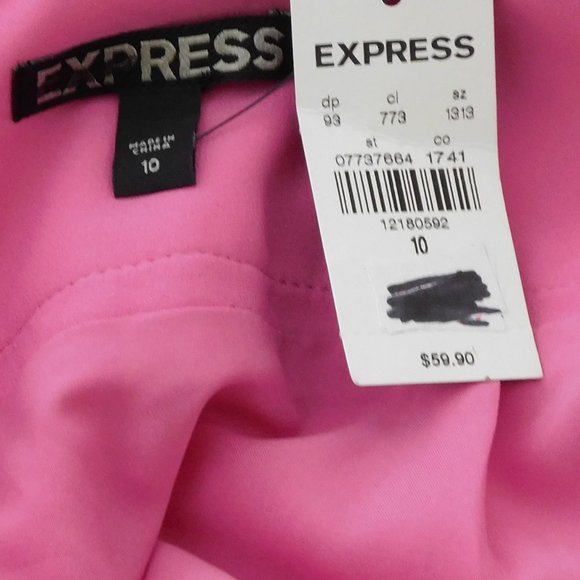 EXPRESS
MADE IN
CHINA
10
EXPRESS
dp cl sz
93 773 1313
st co
07737664 1741
12180592
10
$59.90